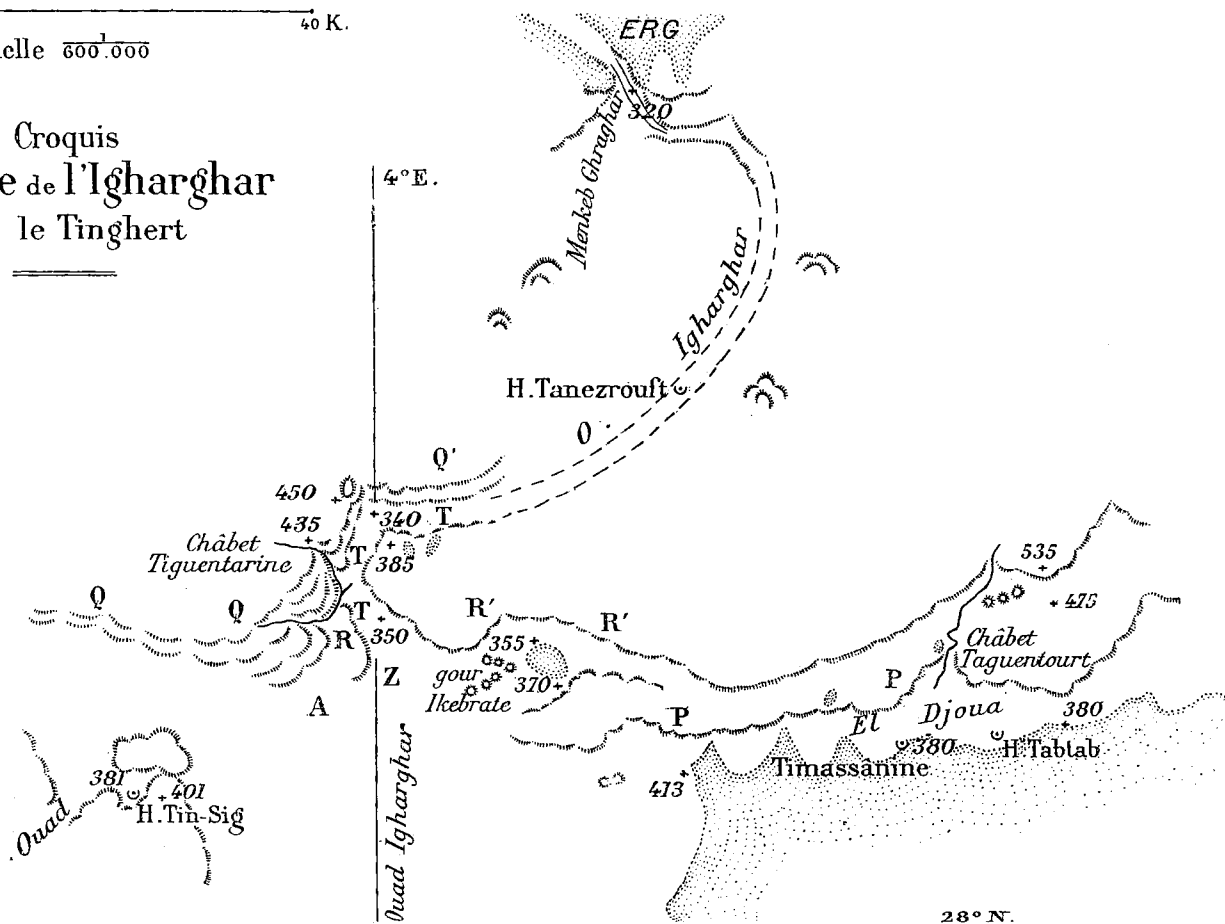 40 K.
elle 1/600.000
Croquis
e de l'Igharghar
le Tinghert
ERG
320
Menkeb Ghraghar
4° E.
Igharghar
H. Tanezrouft
O
Q'
450
340
T
435
385
Châbet
Tiguentarine
T
Q
Q
T
R
350
R'
R'
355
Z
gour
Ikebrate
370
A
P
P
El Djoua
535
475
Châbet
Taguentourt
380
380
H. Tabtab
Timassânine
413
381
401
H. Tin-Sig
Ouad
Ouad Igharghar
28° N.